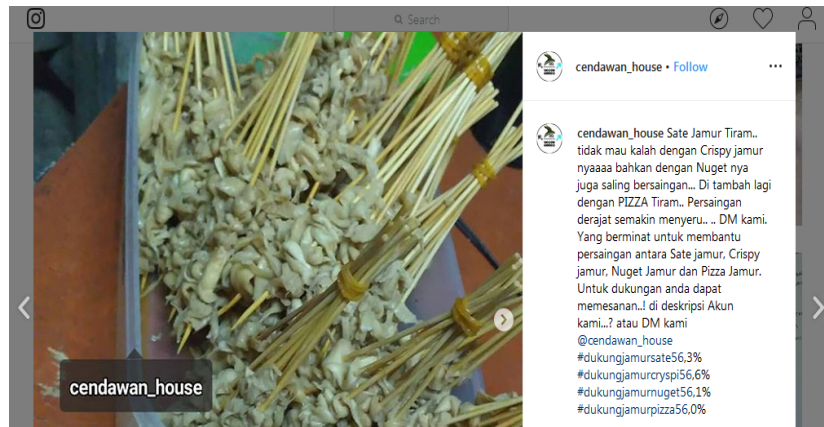 Search
cendawan_house • Follow
cendawan_house Sate Jamur Tiram..
tidak mau kalah dengan Crispy jamur
nyaaaa bahkan dengan Nuget nya
juga saling bersaingan... Di tambah lagi
dengan PIZZA Tiram.. Persaingan
derajat semakin menyeru.. .. DM kami.
Yang berminat untuk membantu
persaingan antara Sate jamur, Crispy
jamur, Nuget Jamur dan Pizza Jamur.
Untuk dukungan anda dapat
memesanan..! di deskripsi Akun
kami...? atau DM kami
@cendawan_house
#dukungjamursate56,3%
#dukungjamurcryspi56,6%
#dukungjamurnuget56,1%
#dukungjamurpizza56,0%
cendawan_house